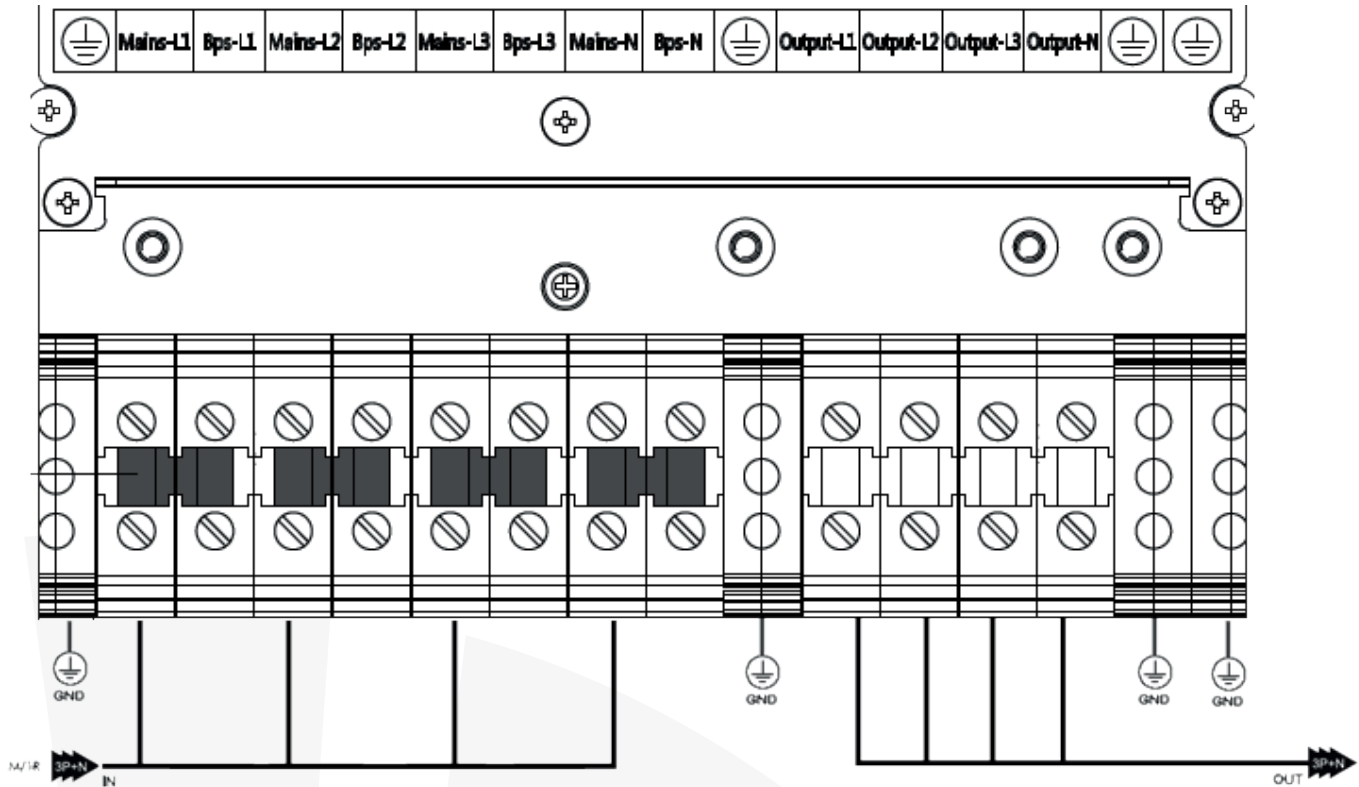 Mains-L1 Bps-L1 Mains-L2 Bps-L2 Mains-L3 Bps-L3 Mains-N Bps-N Output-L1 Output-L2 Output-L3 Output-N
GND GND GND GND
3P+N IN
3P+N OUT